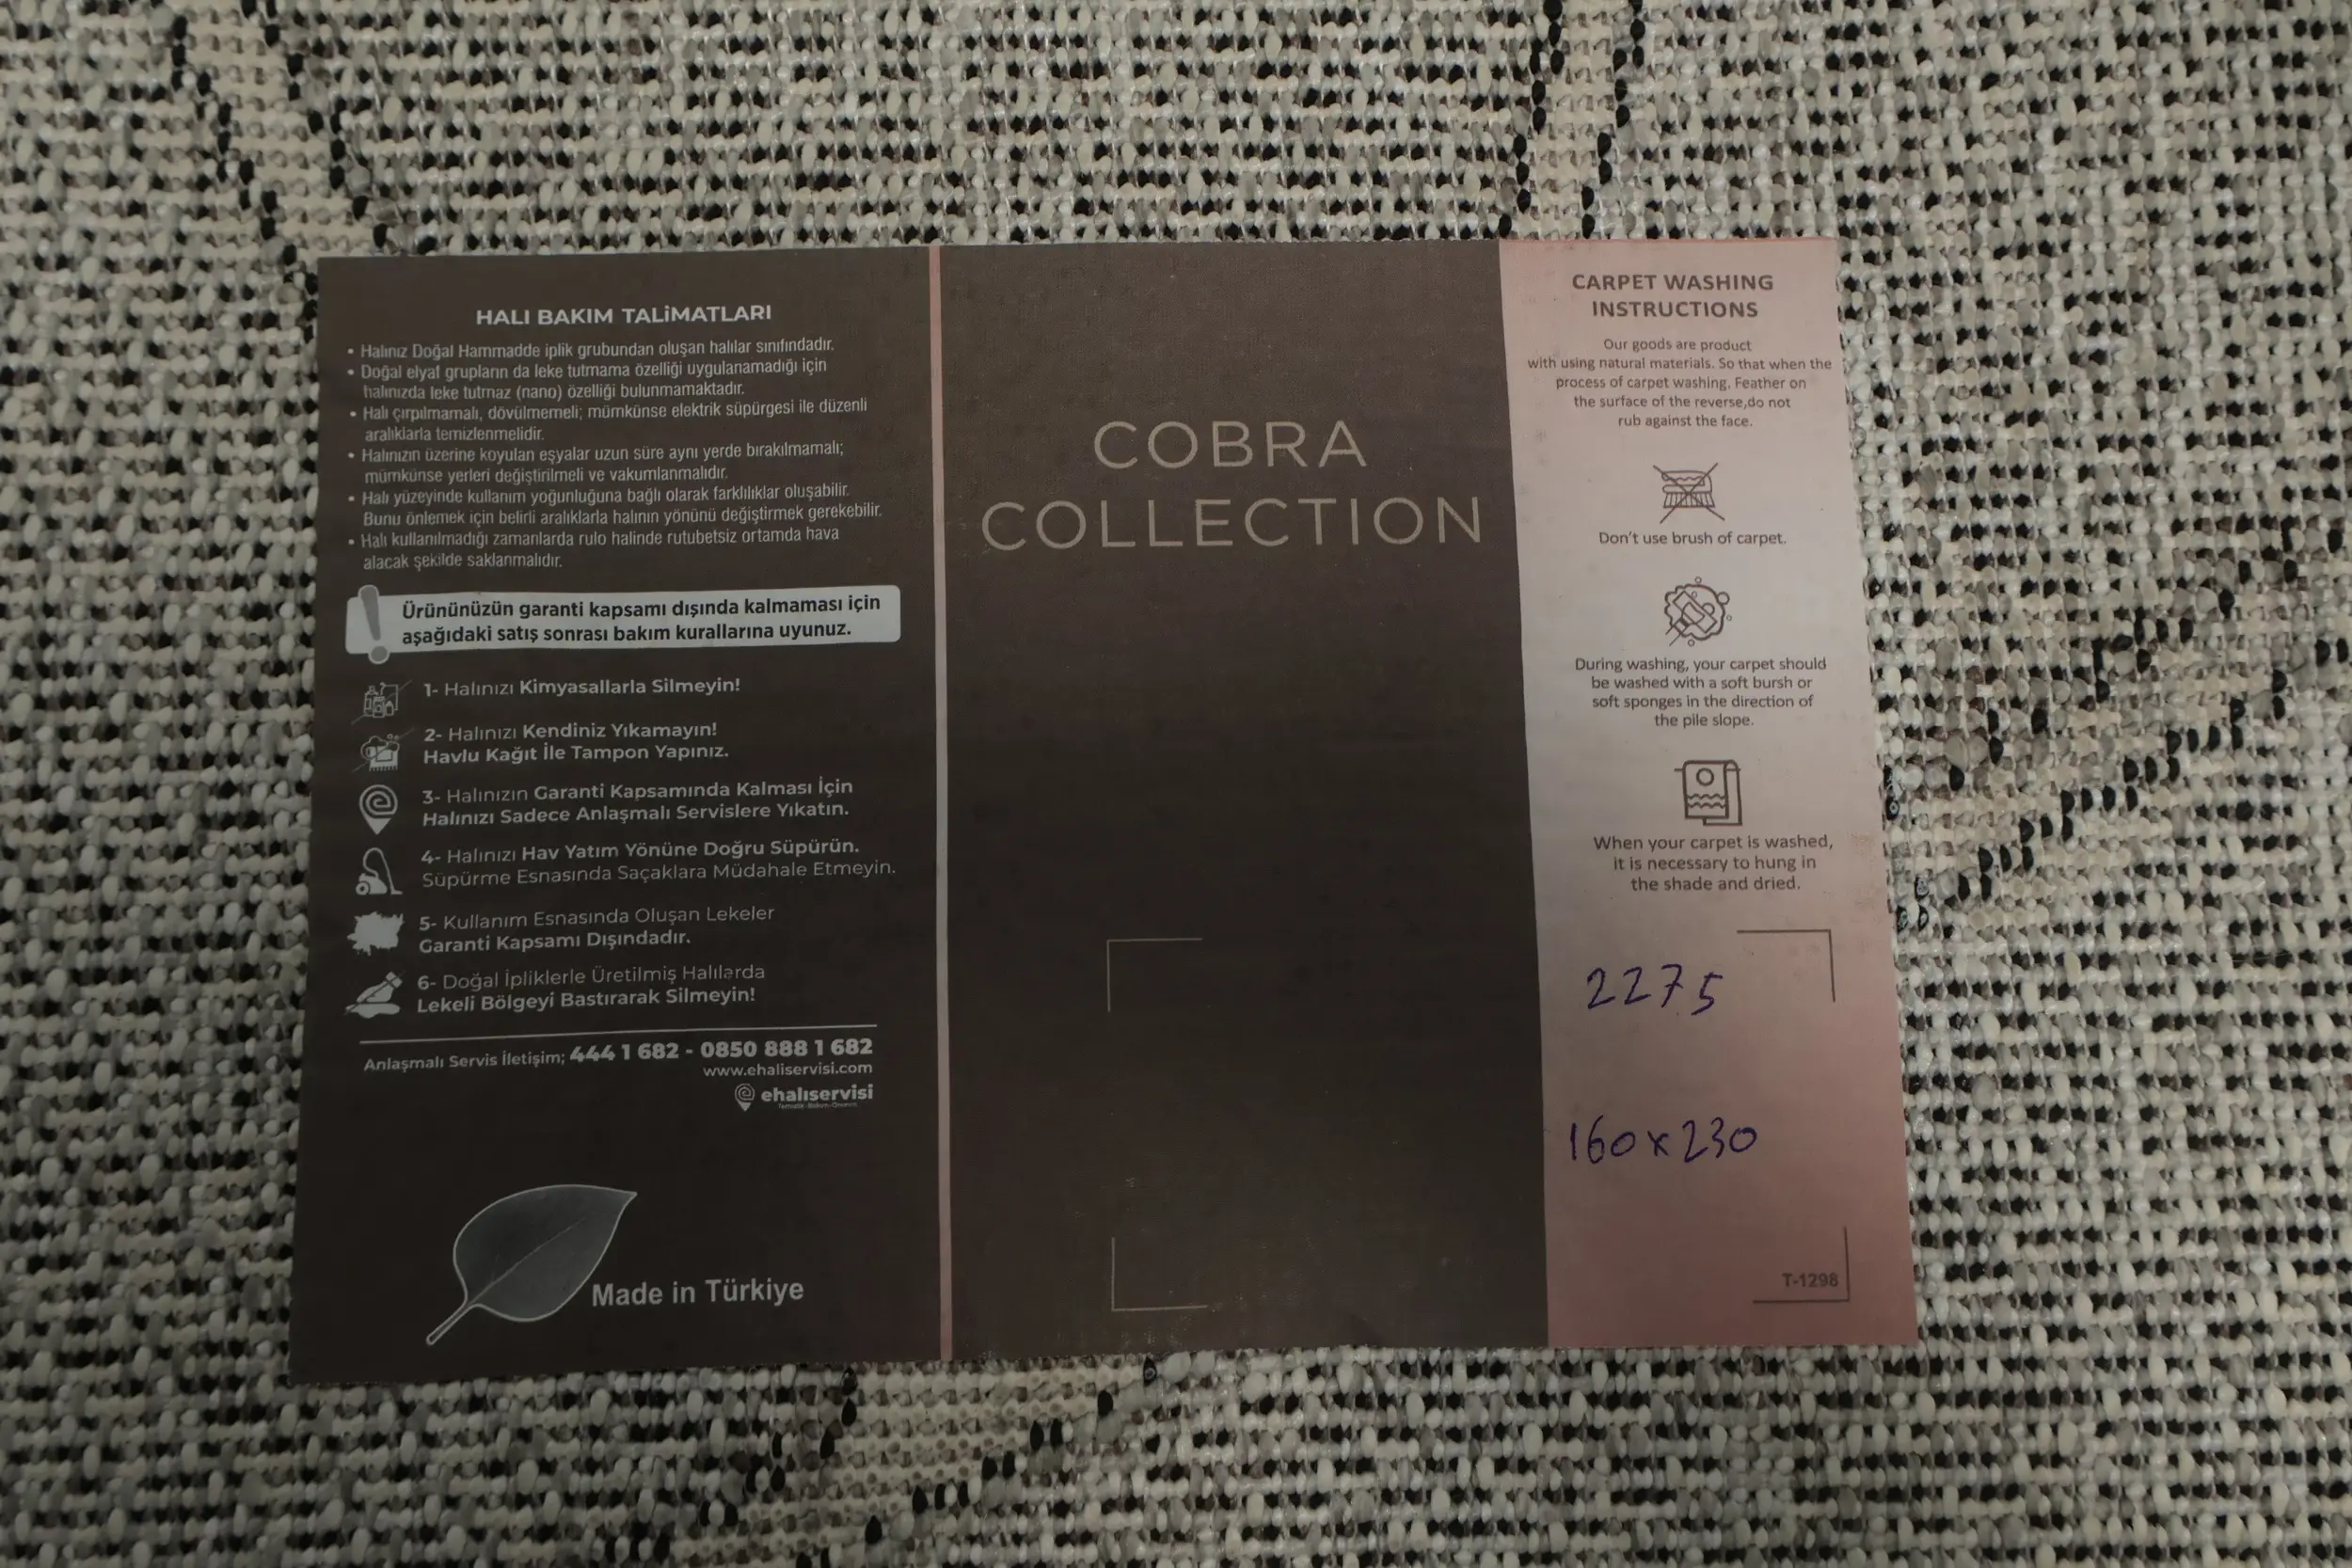 HALI BAKIM TALİMATLARI
• Halınız Doğal Hammadde iplik grubundan oluşan halılar sınıfındadır.
• Doğal elyaf grupların da leke tutmama özelliği uygulanamadığı için
halınızda leke tutmaz (nano) özelliği bulunmamaktadır.
• Halı çırpılmamalı, dövülmemeli; mümkünse elektrik süpürgesi ile düzenli
aralıklarla temizlenmelidir.
• Halınızın üzerine koyulan eşyalar uzun süre aynı yerde bırakılmamalı;
mümkünse yerleri değiştirilmeli ve vakumlanmalıdır.
• Halı yüzeyinde kullanım yoğunluğuna bağlı olarak farklılıklar oluşabilir.
Bunu önlemek için belirli aralıklarla halının yönünü değiştirmek gerekebilir.
• Halı kullanılmadığı zamanlarda rulo halinde rutubetsiz ortamda hava
alacak şekilde saklanmalıdır.
Ürününüzün garanti kapsamı dışında kalmaması için
aşağıdaki satış sonrası bakım kurallarına uyunuz.
1- Halınızı Kimyasallarla Silmeyin!
2- Halınızı Kendiniz Yıkamayın!
Havlu Kağıt İle Tampon Yapınız.
3- Halınızın Garanti Kapsamında Kalması İçin
Halınızı Sadece Anlaşmalı Servislere Yıkatın.
4- Halınızı Hav Yatım Yönüne Doğru Süpürün.
Süpürme Esnasında Saçaklara Müdahale Etmeyin.
5- Kullanım Esnasında Oluşan Lekeler
Garanti Kapsamı Dışındadır.
6- Doğal İpliklerle Üretilmiş Halılarda
Lekeli Bölgeyi Bastırarak Silmeyin!
Anlaşmalı Servis İletişim; 444 1 682 - 0850 888 1 682
www.ehaliservisi.com
ehalıservisi
Made in Türkiye
COBRA
COLLECTION
CARPET WASHING
INSTRUCTIONS
Our goods are product
with using natural materials. So that when the
process of carpet washing. Feather on
the surface of the reverse,do not
rub against the face.
Don't use brush of carpet.
During washing, your carpet should
be washed with a soft bursh or
soft sponges in the direction of
the pile slope.
When your carpet is washed,
it is necessary to hung in
the shade and dried.
2275
160x230
T-1298